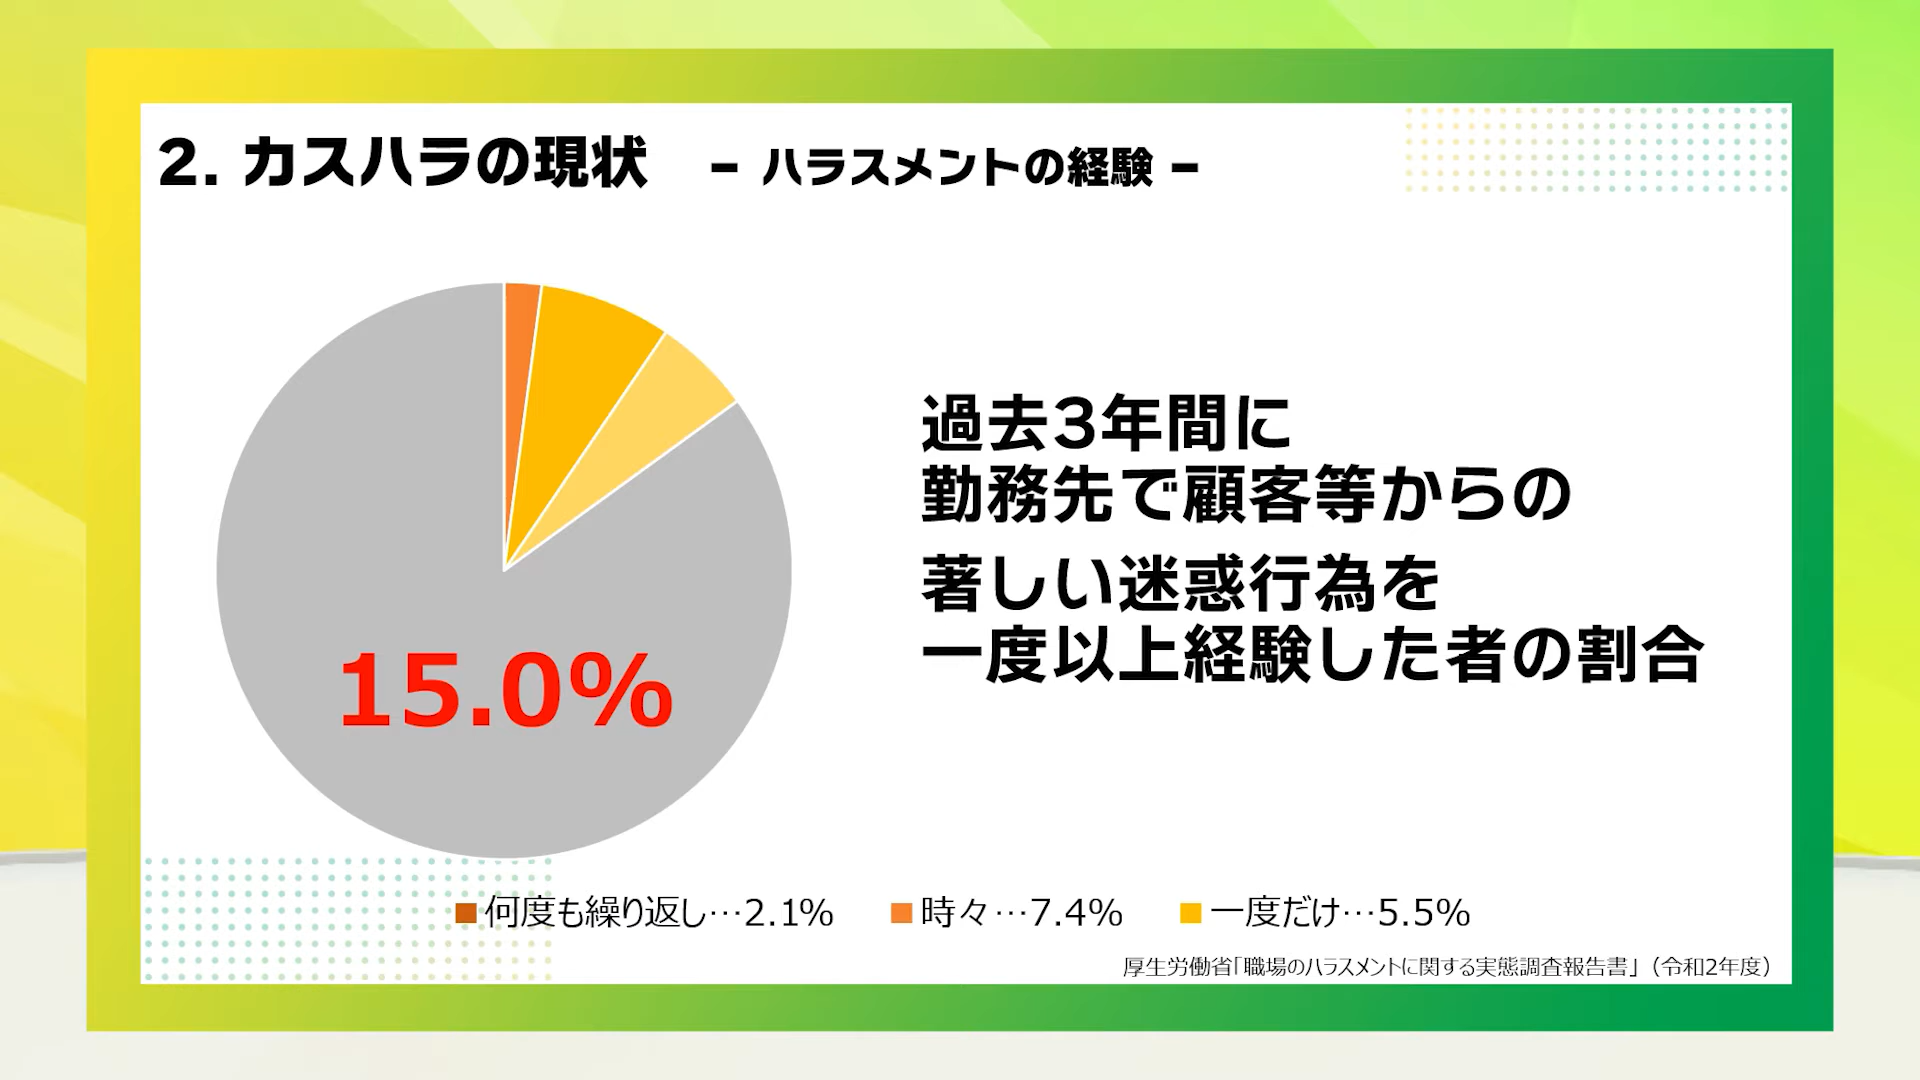 2. カスハラの現状 － ハラスメントの経験 －
過去3年間に
勤務先で顧客等からの
著しい迷惑行為を
一度以上経験した者の割合
15.0%
何度も繰り返し…2.1% 時々…7.4% 一度だけ…5.5%
厚生労働省「職場のハラスメントに関する実態調査報告書」（令和2年度）